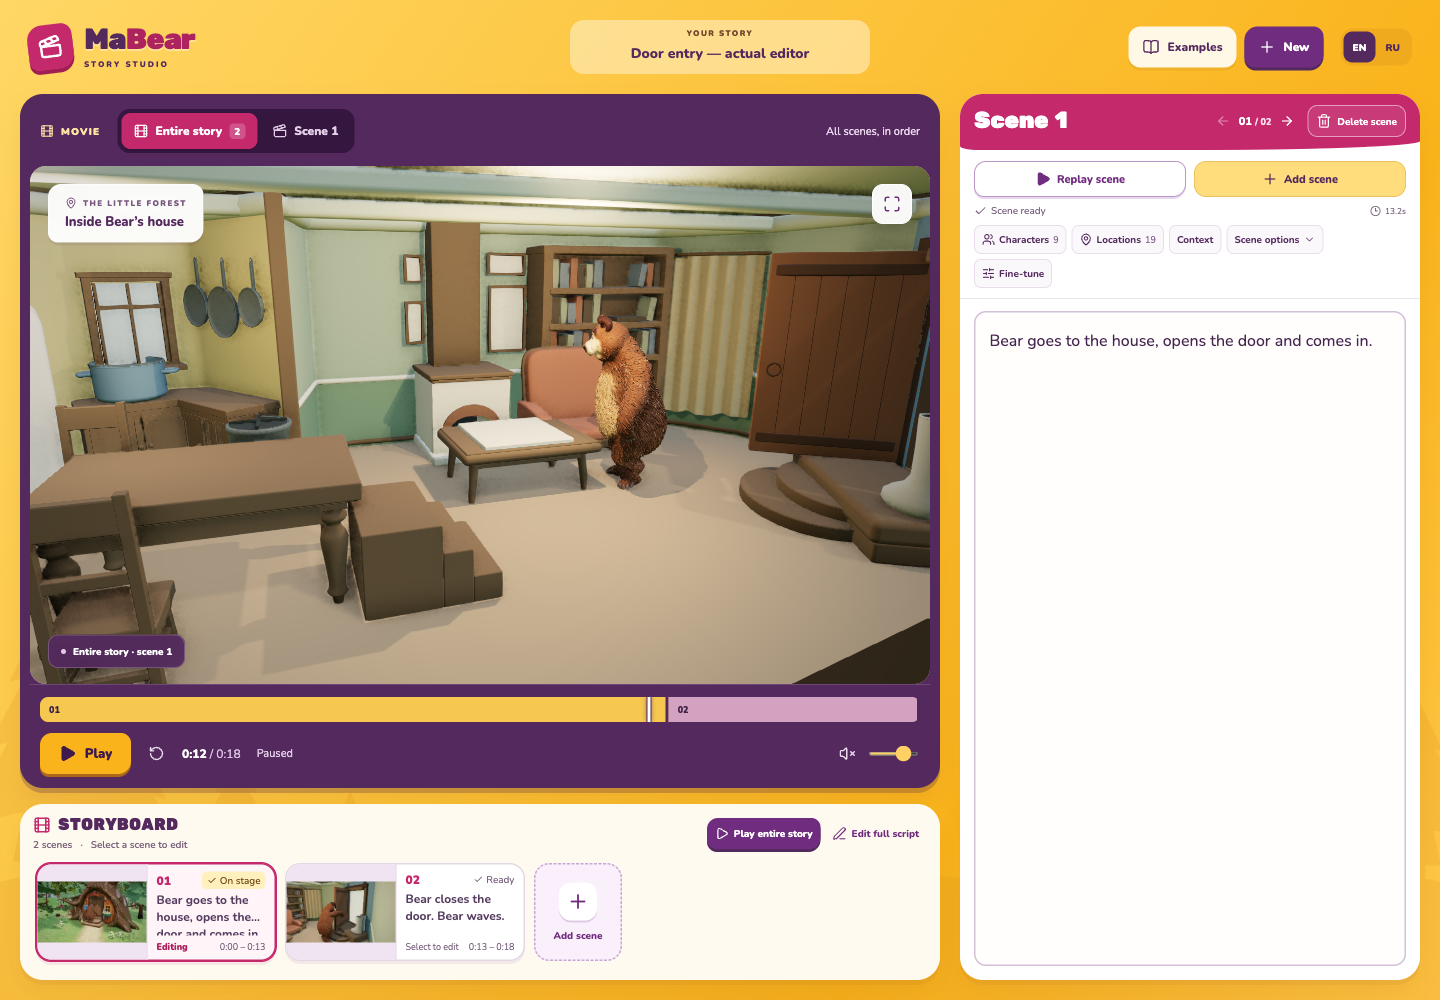 MaBear
STORY STUDIO
YOUR STORY
Door entry — actual editor
Examples
New
EN
RU
MOVIE
Entire story 2
Scene 1
All scenes, in order
THE LITTLE FOREST
Inside Bear's house
Entire story · scene 1
01
02
Play
0:12 / 0:18
Paused
STORYBOARD
2 scenes · Select a scene to edit
Play entire story
Edit full script
01
On stage
Bear goes to the
house, opens the...
door and comes in
Editing
0:00 – 0:13
02
Ready
Bear closes the
door. Bear waves.
Select to edit
0:13 – 0:18
Add scene
Scene 1
01 / 02
Delete scene
Replay scene
Add scene
Scene ready
13.2s
Characters 9
Locations 19
Context
Scene options
Fine-tune
Bear goes to the house, opens the door and comes in.